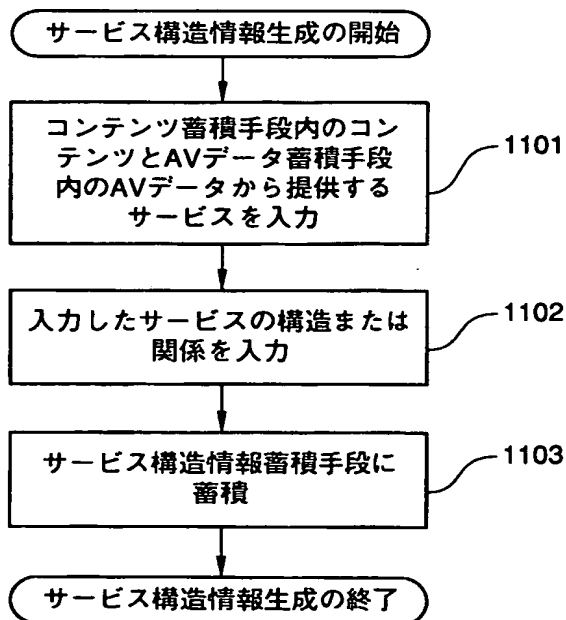 サービス構造情報生成の開始
コンテンツ蓄積手段内のコン
テンツとAVデータ蓄積手段
内のAVデータから提供する
サービスを入力
1101
入力したサービスの構造または
関係を入力
1102
サービス構造情報蓄積手段に
蓄積
1103
サービス構造情報生成の終了